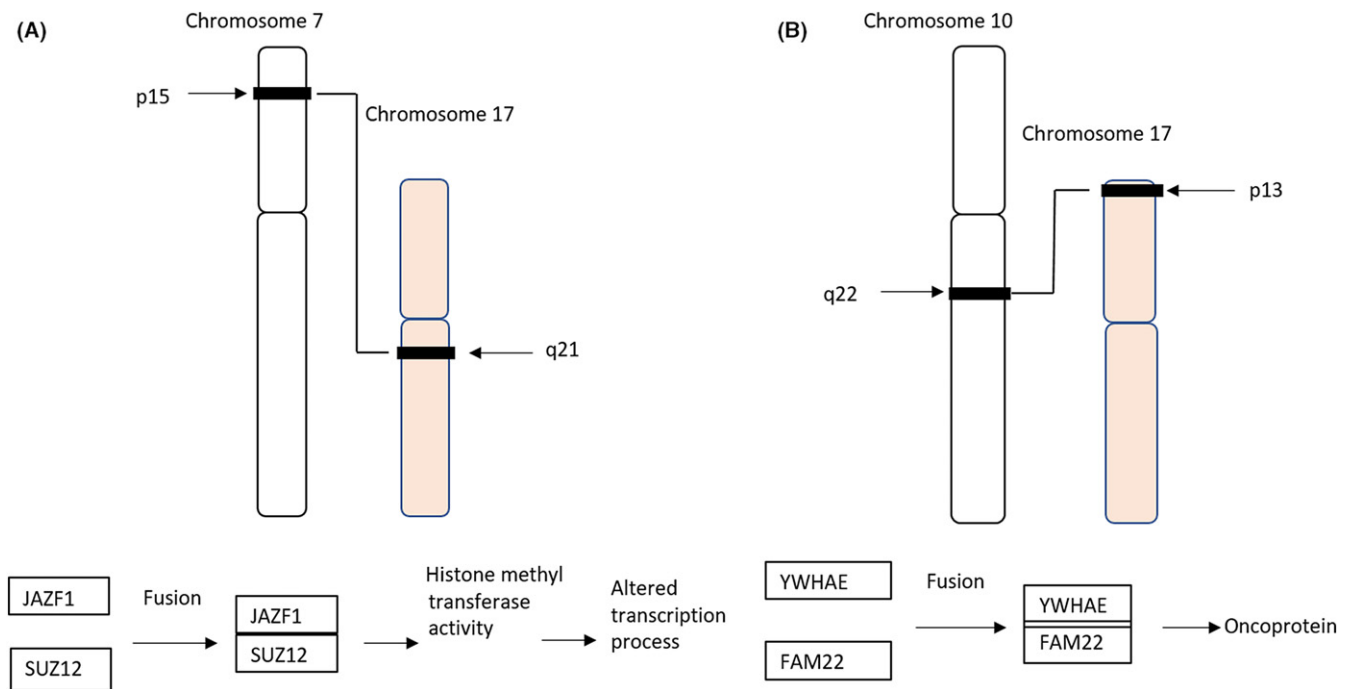 (A)
Chromosome 7
p15
Chromosome 17
q21
JAZF1
SUZ12
Fusion
JAZF1
SUZ12
Histone methyl
transferase
activity
Altered
transcription
process
(B)
Chromosome 10
Chromosome 17
p13
q22
YWHAE
FAM22
Fusion
YWHAE
FAM22
Oncoprotein